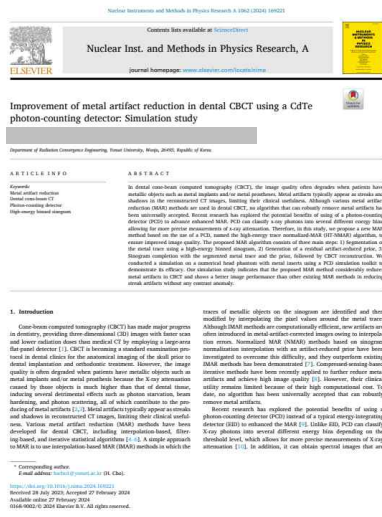 Nuclear Instruments and Methods in Physics Research, A 1062 (2024) 169221
Contents lists available at ScienceDirect
Nuclear Inst. and Methods in Physics Research, A
journal homepage: www.elsevier.com/locate/nima
ELSEVIER
Improvement of metal artifact reduction in dental CBCT using a CdTe
photon-counting detector: Simulation study
Department of Radiation Convergence Engineering, Yonsei University, Wonju, 26493, Republic of Korea
ARTICLE INFO
Keywords:
Metal artifact reduction
Dental cone-beam CT
Photon-counting detector
High-energy binned sinogram
ABSTRACT
In dental cone-beam computed tomography (CBCT), the image quality often degrades when patients have
metallic objects such as metal implants and/or metal prostheses. Metal artifacts typically appear as streaks and
shadows in the reconstructed CT images, limiting their clinical usefulness. Although various metal artifact
reduction (MAR) methods are used in dental CBCT, no algorithm that can robustly remove metal artifacts has
been universally accepted. Recent research has explored the potential benefits of using of a photon-counting
detector (PCD) to advance enhanced MAR. PCD can classify x-ray photons into several different energy bins,
allowing for more precise measurements of x-ray attenuation. Therefore, in this study, we propose a new MAR
method based on the use of a PCD, named the high-energy tracer normalized-MAR (HT-NMAR) algorithm,
ensure improved image quality. The proposed MAR algorithm consists of three main steps: 1) Segmentation
the metal trace using a high-energy binned sinogram, 2) Generation of a residual artifact-reduced prior, 3)
Sinogram completion with the segmented metal trace and the prior, followed by CBCT reconstruction. We
conducted a simulation on a numerical head phantom with metal inserts using a PCD simulation toolkit
demonstrate its efficacy. Our simulation study indicates that the proposed MAR method considerably reduce
metal artifacts in CBCT and shows a better image performance than other existing MAR methods in reducing
streak artifacts without any contrast anomaly.
1. Introduction
Cone-beam computed tomography (CBCT) has made major progress
in dentistry, providing three-dimensional (3D) images with faster scan
and lower radiation doses than medical CT by employing a large-area
flat-panel detector [1]. CBCT is becoming a standard examination pro-
tocol in dental clinics for the anatomical imaging of the skull prior to
dental implantation and orthodontic treatment. However, the image
quality is often degraded when patients have metallic objects such as
metal implants and/or metal prosthesis because the X-ray attenuation
caused by those objects is much higher than that of dental tissue,
inducing several detrimental effects such as photon starvation, beam
hardening, and photon scattering, all of which contribute to the pro-
ducing of metal artifacts [2,3]. Metal artifacts typically appear as streaks
and shadows in reconstructed CT images, limiting their clinical useful-
ness. Various metal artifact reduction (MAR) methods have been
developed for dental CBCT, including interpolation-based, filter-
ing-based, and iterative statistical algorithms [4–6]. A simple approach
to MAR is to use interpolation-based MAR (IMAR) methods in which the
traces of metallic objects on the sinogram are identified and then
modified by interpolating the pixel values around the metal trace
Although IMAR methods are computationally efficient, new artifacts are
often introduced in metal-artifact-corrected images owing to interpola-
tion errors. Normalized MAR (NMAR) methods based on sinogram
normalization interpolation with an artifact-reduced prior have been
investigated to overcome this difficulty, and they outperform existing
IMAR methods has been demonstrated [7]. Compressed-sensing-based
iterative methods have been recently applied to further reduce metal
artifacts and achieve high image quality [8]. However, their clinical
utility remains limited because of their high computational cost. To
date, no algorithm has been universally accepted that can robustly
remove metal artifacts.
Recent research has explored the potential benefits of using
photon-counting detector (PCD) instead of a typical energy-integrating
detector (EID) to enhanced the MAR [9]. Unlike EID, PCD can classify
X-ray photons into several different energy bins depending on the
threshold level, which allows for more precise measurements of X-ray
attenuation [10]. In addition, it can obtain spectral images that are
* Corresponding author.
E-mail address: (H. Cho).
https://doi.org/10.1016/j.nima.2024.169221
Received 28 July 2023; Accepted 27 February 2024
Available online 27 February 2024
0168-9002/© 2024 Elsevier B.V. All rights reserved.